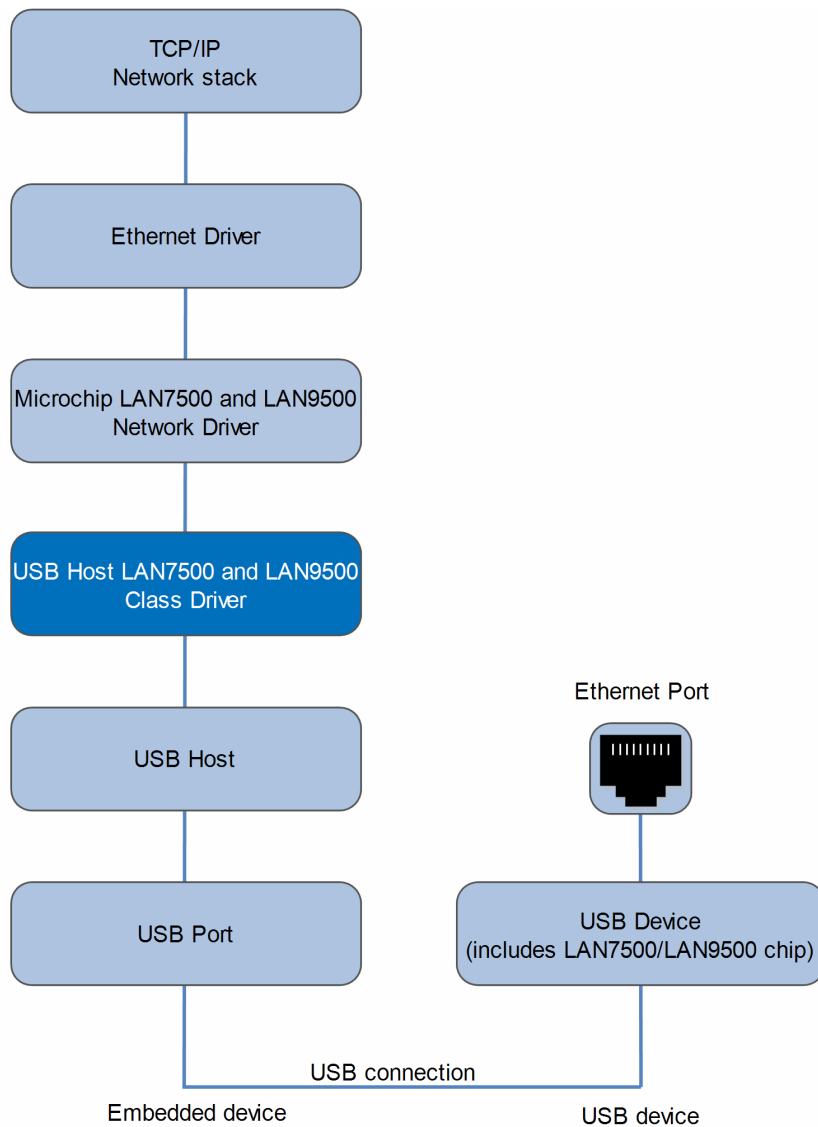 TCP/IP
Network stack
Ethernet Driver
Microchip LAN7500 and LAN9500
Network Driver
USB Host LAN7500 and LAN9500
Class Driver
USB Host
USB Port
Ethernet Port
USB Device
(includes LAN7500/LAN9500 chip)
USB connection
Embedded device
USB device